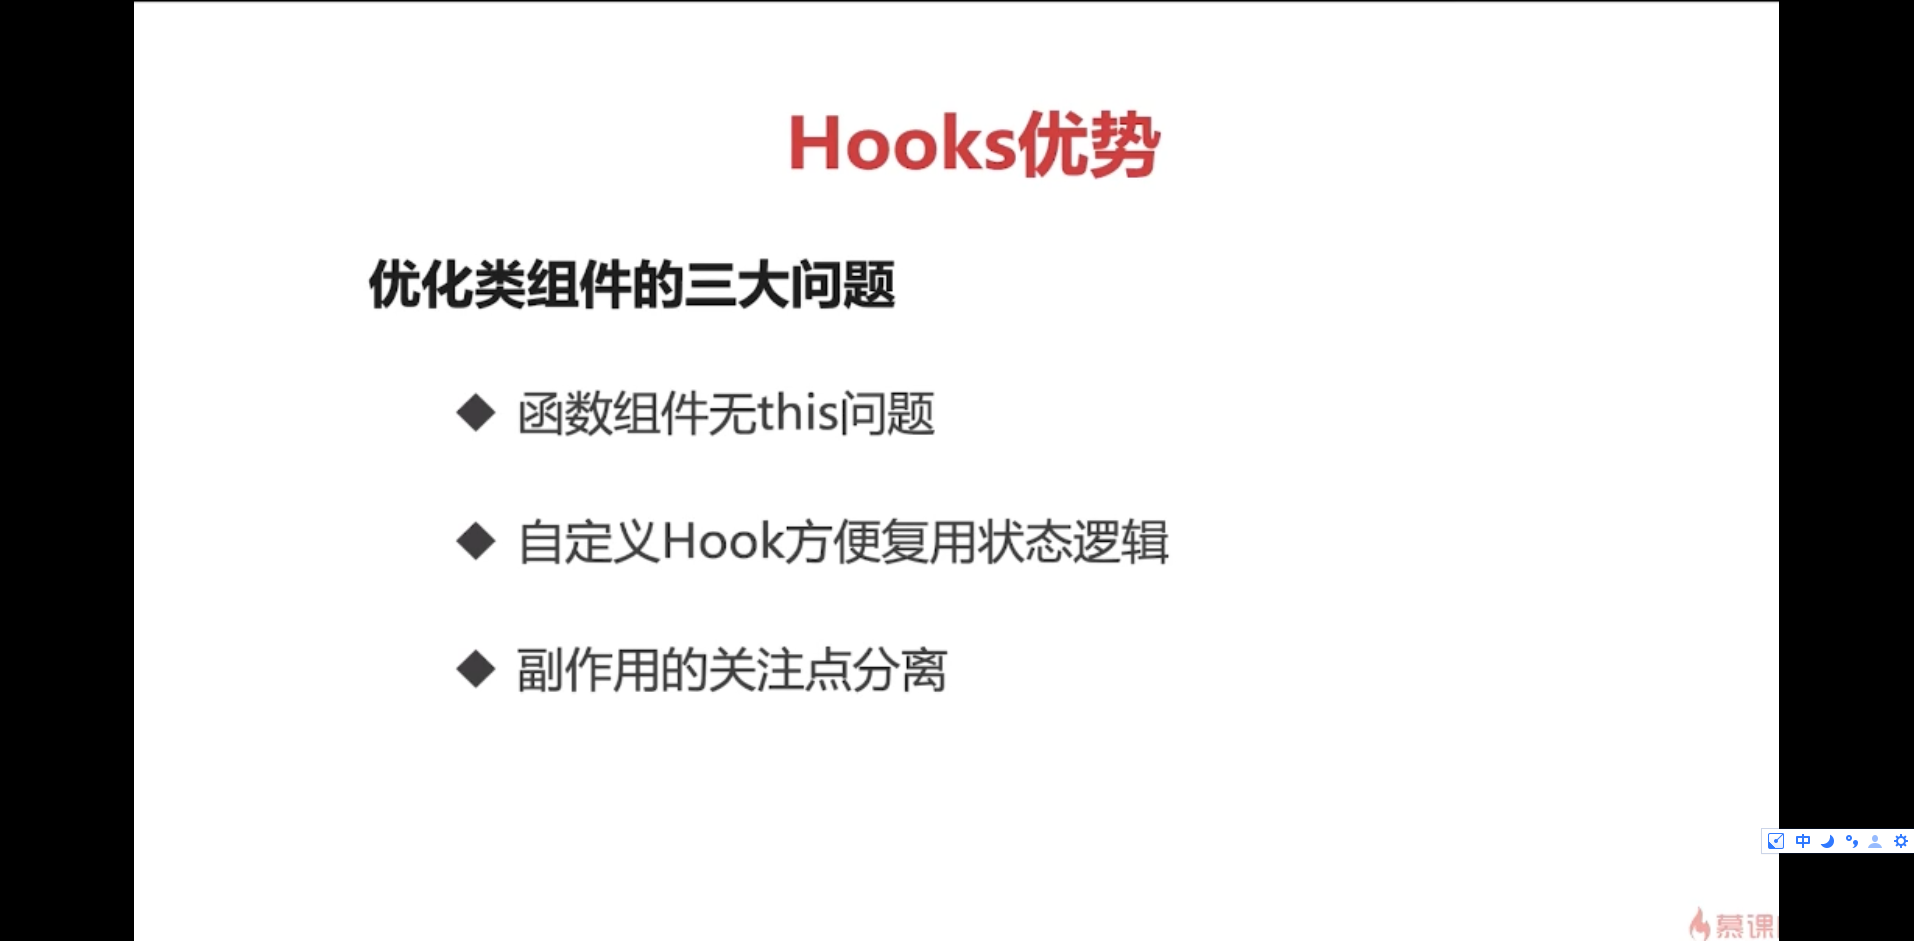 Hooks优势
优化类组件的三大问题
◆ 函数组件无this问题
◆ 自定义Hook方便复用状态逻辑
◆ 副作用的关注点分离
中
慕课